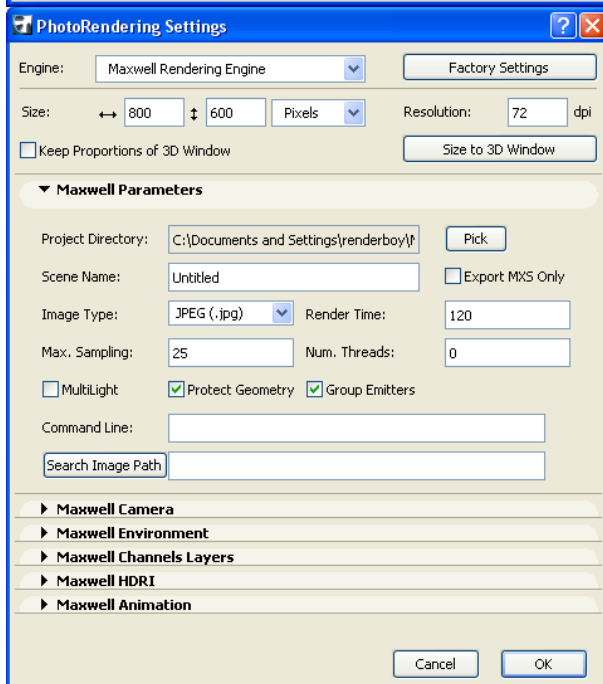 PhotoRendering Settings
Engine: Maxwell Rendering Engine Factory Settings
Size: 800 600 Pixels Resolution: 72 dpi
Keep Proportions of 3D Window Size to 3D Window
Maxwell Parameters
Project Directory: C:\Documents and Settings\renderboy\ Pick
Scene Name: Untitled Export MXS Only
Image Type: JPEG (.jpg) Render Time: 120
Max. Sampling: 25 Num. Threads: 0
MultiLight Protect Geometry Group Emitters
Command Line:
Search Image Path
Maxwell Camera
Maxwell Environment
Maxwell Channels Layers
Maxwell HDRI
Maxwell Animation
Cancel OK